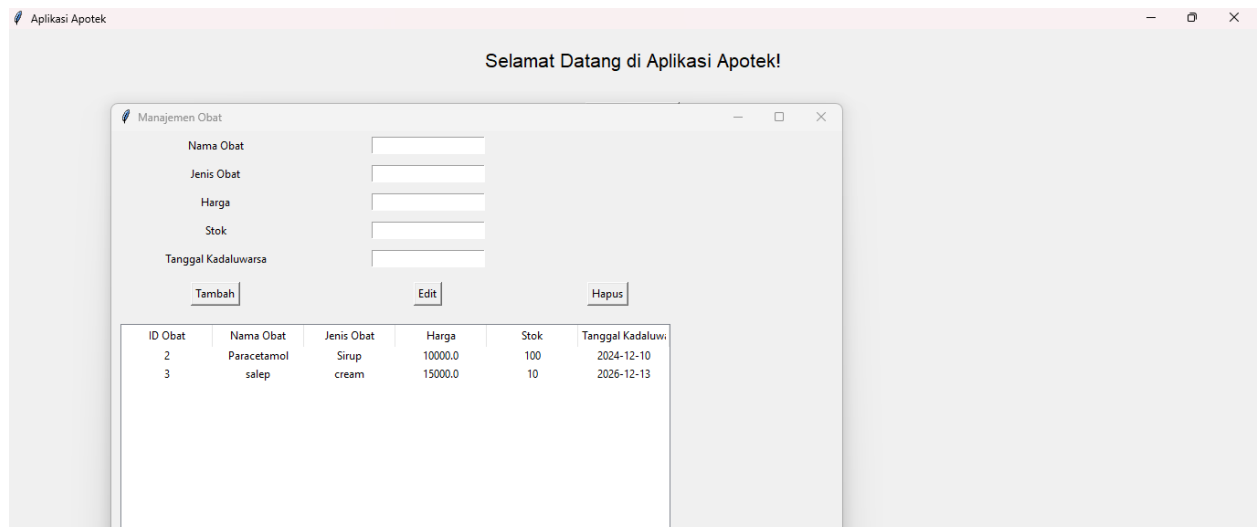 Aplikasi Apotek
Selamat Datang di Aplikasi Apotek!
Manajemen Obat
Nama Obat
Jenis Obat
Harga
Stok
Tanggal Kadaluwarsa
Tambah Edit Hapus
ID Obat Nama Obat Jenis Obat Harga Stok Tanggal Kadaluwa
2 Paracetamol Sirup 10000.0 100 2024-12-10
3 salep cream 15000.0 10 2026-12-13